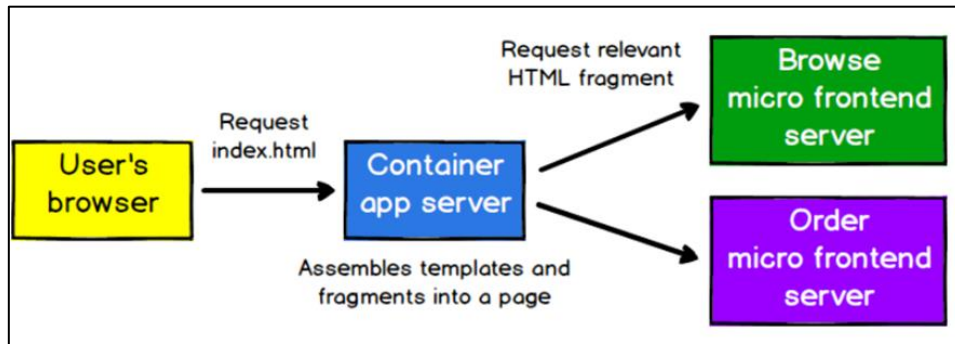 Request relevant
HTML fragment
Browse
micro frontend
server
Request
index.html
User's
browser
Container
app server
Assembles templates and
fragments into a page
Order
micro frontend
server